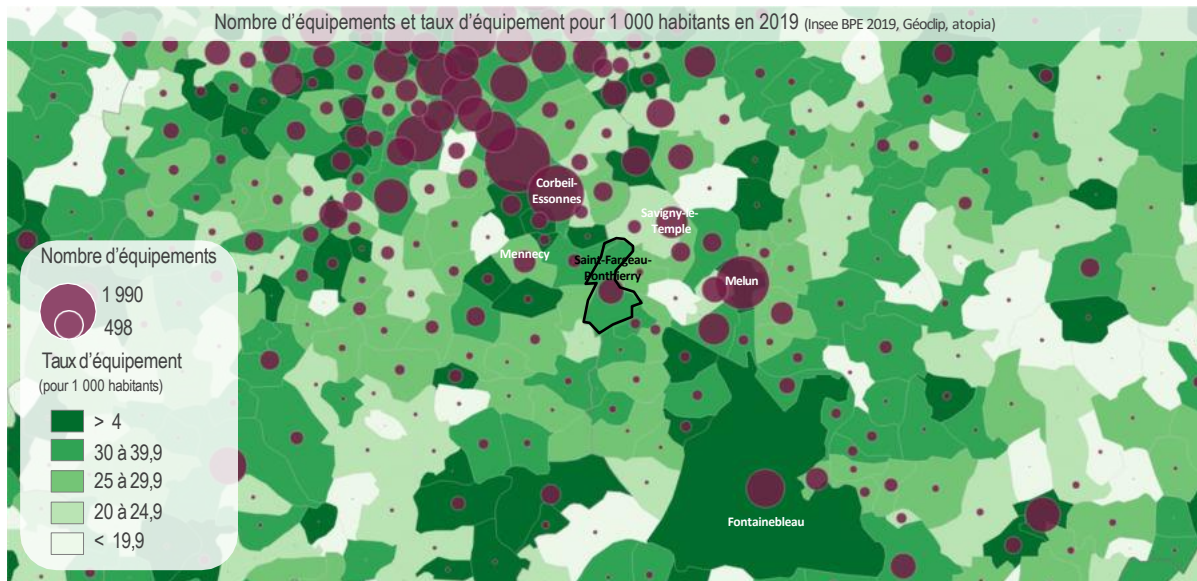 Nombre d'équipements et taux d'équipement pour 1 000 habitants en 2019 (Insee BPE 2019, Géoclip, atopia)
Corbeil-
Essonnes
Savigny-le-
Temple
Mennecy
Saint-Fargeau-
Ponthierry
Melun
Nombre d'équipements
1 990
498
Taux d'équipement
(pour 1 000 habitants)
> 4
30 à 39,9
25 à 29,9
20 à 24,9
< 19,9
Fontainebleau